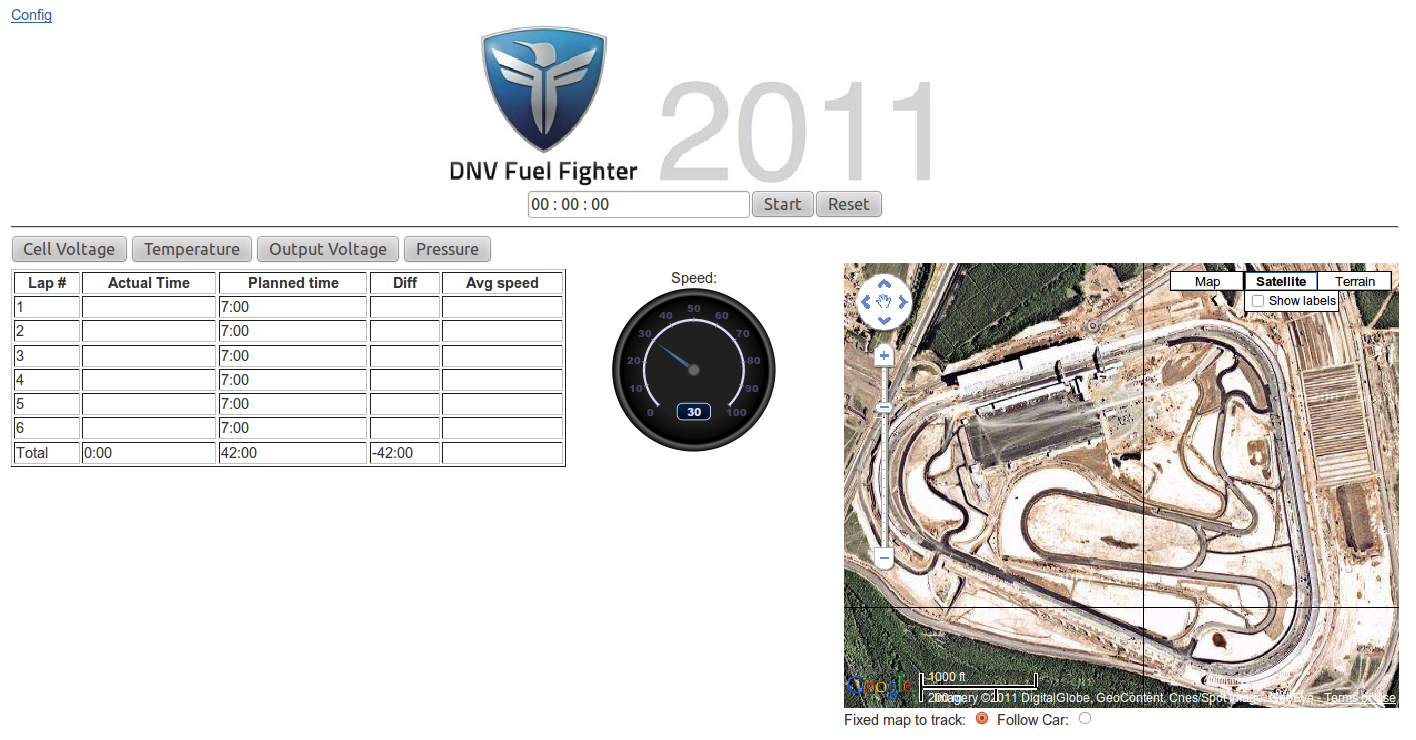 Config
2011
DNV Fuel Fighter
00 : 00 : 00 Start Reset
Cell Voltage Temperature Output Voltage Pressure
Lap # Actual Time Planned time Diff Avg speed
1 7:00
2 7:00
3 7:00
4 7:00
5 7:00
6 7:00
Total 0:00 42:00 -42:00
Speed:
0 10 20 30 40 50 60 70 80 90 100
30
Map Satellite Terrain
Show labels
Google
1000 ft
Imagery ©2011 DigitalGlobe, GeoContent, Cnes/Spot Image, GeoEye - Terms of Use
Fixed map to track: Follow Car: